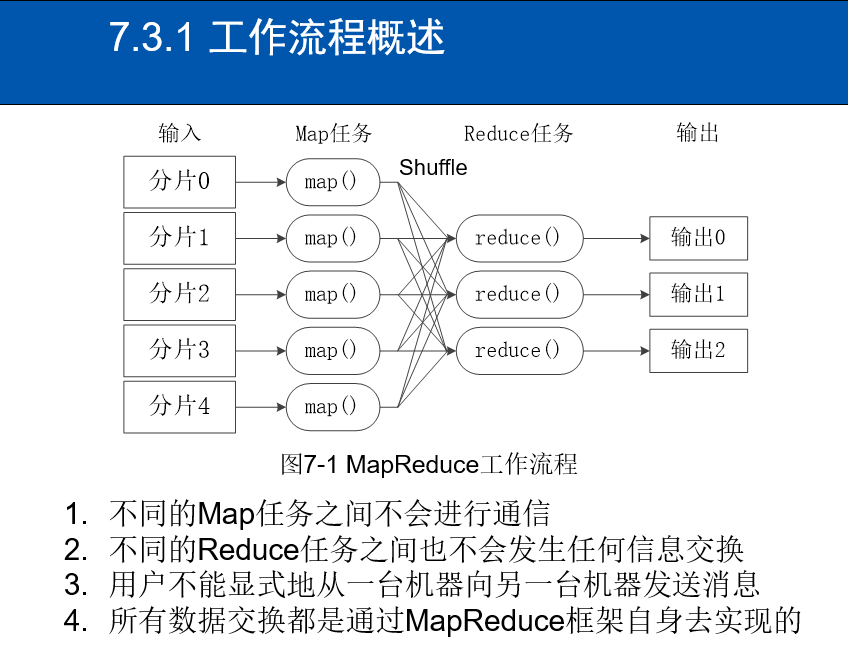 7.3.1 工作流程概述
输入 Map任务 Reduce任务 输出
Shuffle
分片0 map()
分片1 map() reduce() 输出0
分片2 map() reduce() 输出1
分片3 map() reduce() 输出2
分片4 map()
图7-1 MapReduce工作流程
1. 不同的Map任务之间不会进行通信
2. 不同的Reduce任务之间也不会发生任何信息交换
3. 用户不能显式地从一台机器向另一台机器发送消息
4. 所有数据交换都是通过MapReduce框架自身去实现的